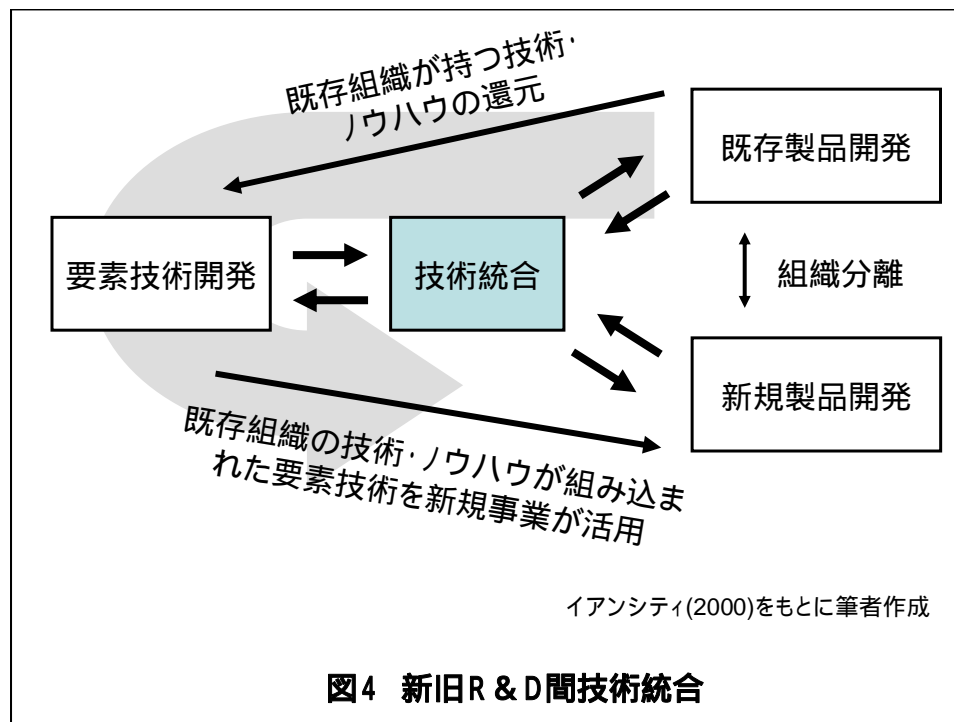 既存組織が持つ技術・
ノウハウの還元
既存製品開発
要素技術開発
技術統合
組織分離
新規製品開発
既存組織の技術・ノウハウが組み込ま
れた要素技術を新規事業が活用
イアンシティ(2000)をもとに筆者作成
図4 新旧R&D間技術統合